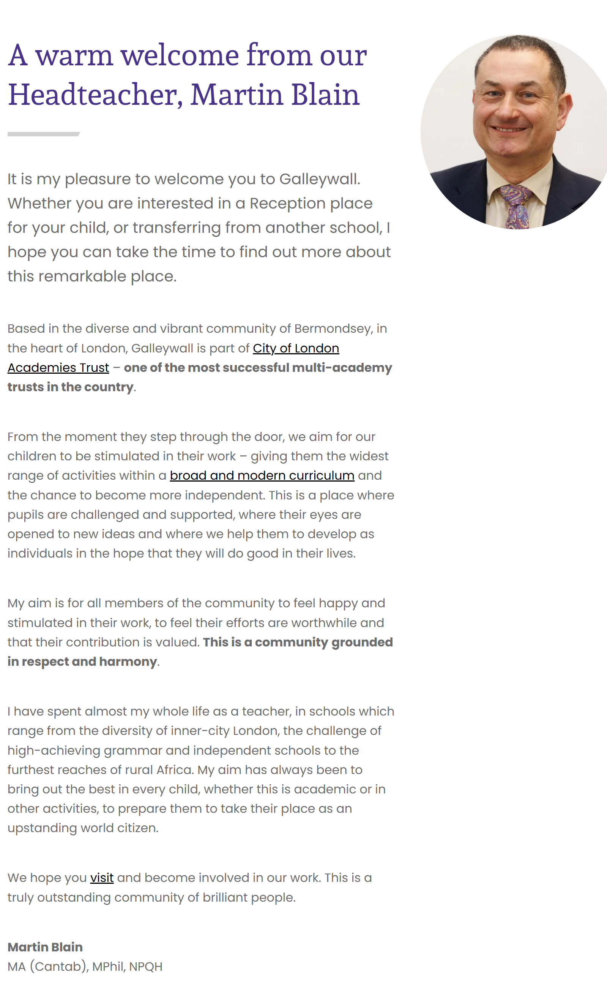 A warm welcome from our
Headteacher, Martin Blain
It is my pleasure to welcome you to Galleywall.
Whether you are interested in a Reception place
for your child, or transferring from another school, I
hope you can take the time to find out more about
this remarkable place.
Based in the diverse and vibrant community of Bermondsey, in
the heart of London, Galleywall is part of City of London
Academies Trust – one of the most successful multi-academy
trusts in the country.
From the moment they step through the door, we aim for our
children to be stimulated in their work – giving them the widest
range of activities within a broad and modern curriculum and
the chance to become more independent. This is a place where
pupils are challenged and supported, where their eyes are
opened to new ideas and where we help them to develop as
individuals in the hope that they will do good in their lives.
My aim is for all members of the community to feel happy and
stimulated in their work, to feel their efforts are worthwhile and
that their contribution is valued. This is a community grounded
in respect and harmony.
I have spent almost my whole life as a teacher, in schools which
range from the diversity of inner-city London, the challenge of
high-achieving grammar and independent schools to the
furthest reaches of rural Africa. My aim has always been to
bring out the best in every child, whether this is academic or in
other activities, to prepare them to take their place as an
upstanding world citizen.
We hope you visit and become involved in our work. This is a
truly outstanding community of brilliant people.
Martin Blain
MA (Cantab), MPhil, NPQH